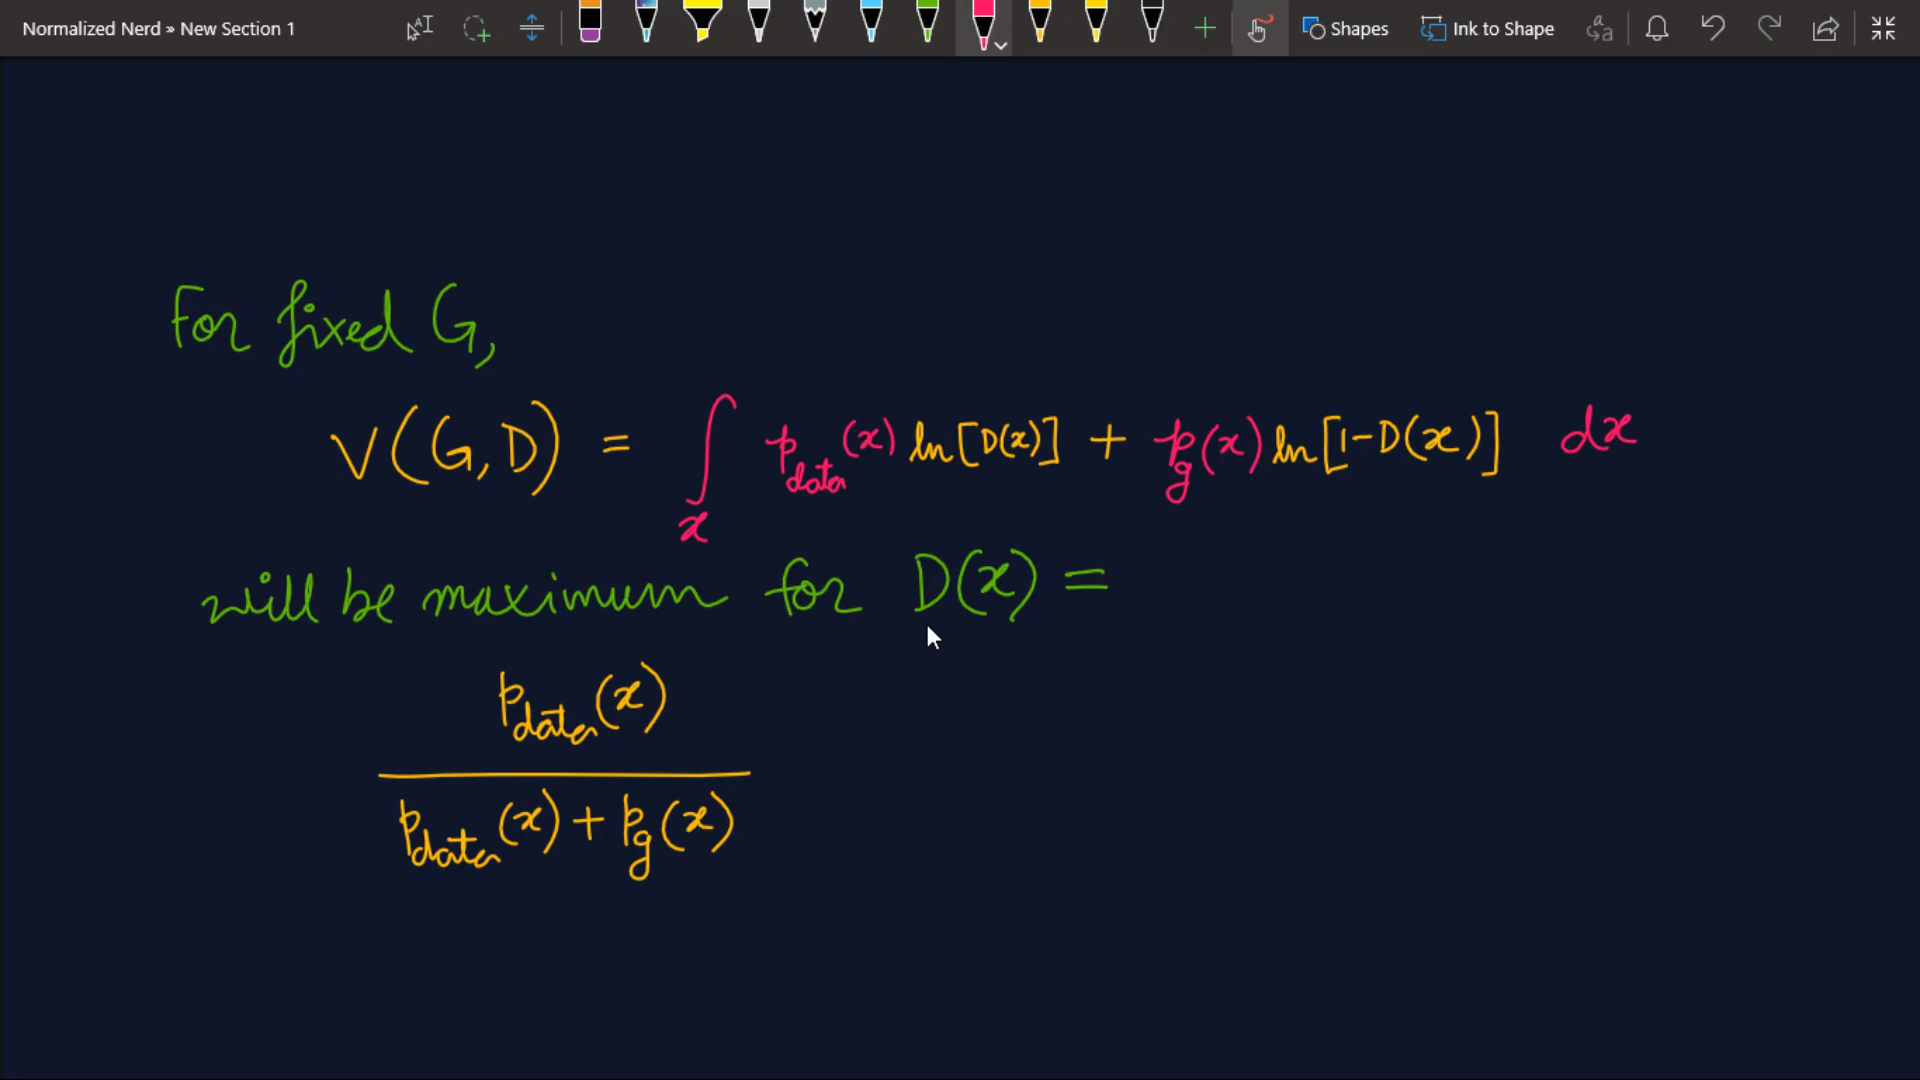 Normalized Nerd » New Section 1 Shapes Ink to Shape
For fixed G,
V(G,D) = ∫ₓ p_data(x) ln[D(x)] + p_g(x) ln[1-D(x)] dx
will be maximum for D(x) =
p_data(x)
p_data(x) + p_g(x)